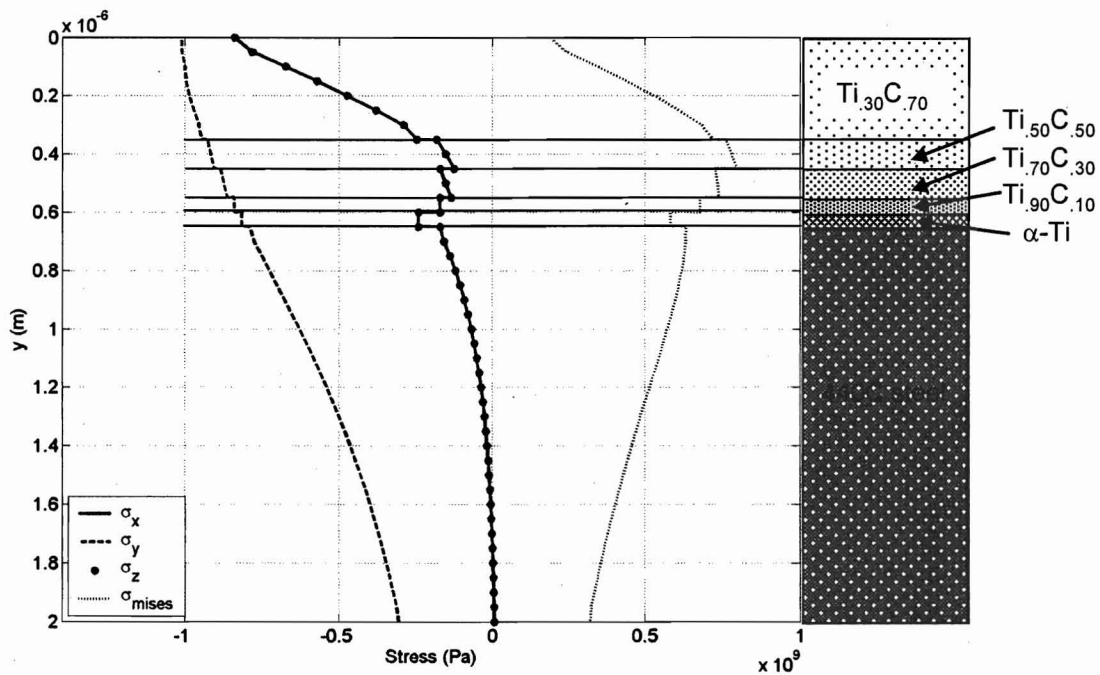 x 10⁻⁶
0
0.2
0.4
0.6
0.8
1
1.2
1.4
1.6
1.8
2
y (m)
-1
-0.5
0
0.5
1
Stress (Pa)
x 10⁹
σx
σy
σz
σmises
Ti.30C.70
Ti.50C.50
Ti.70C.30
Ti.90C.10
α-Ti